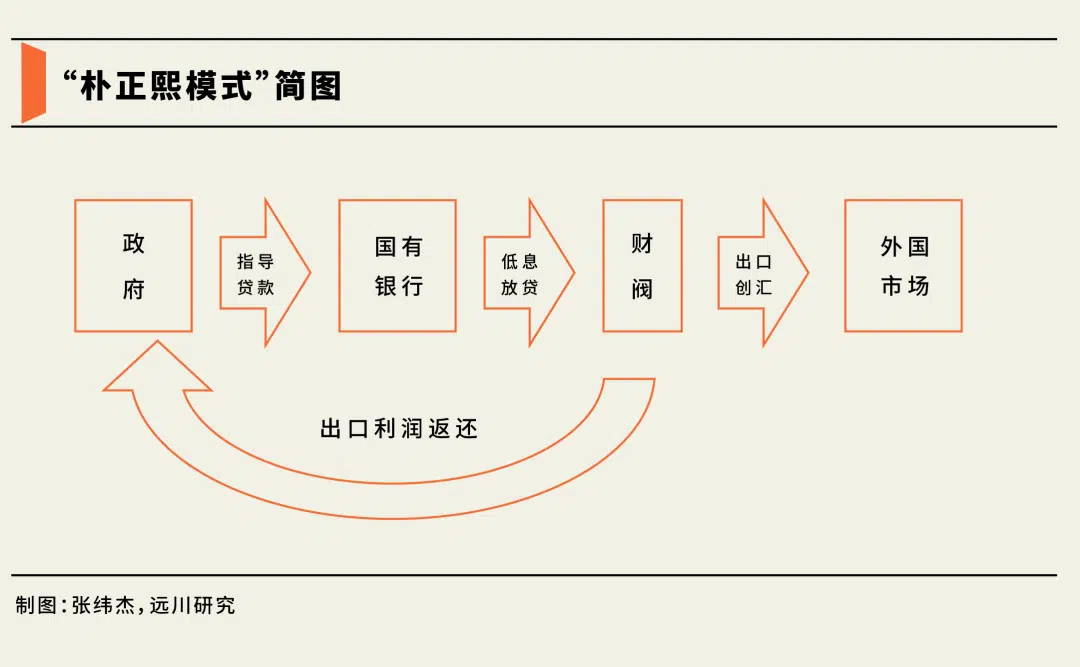 “朴正熙模式”简图
政
府
指导
贷款
国有
银行
低息
放贷
财
阀
出口
创汇
外国
市场
出口利润返还
制图:张纬杰,远川研究